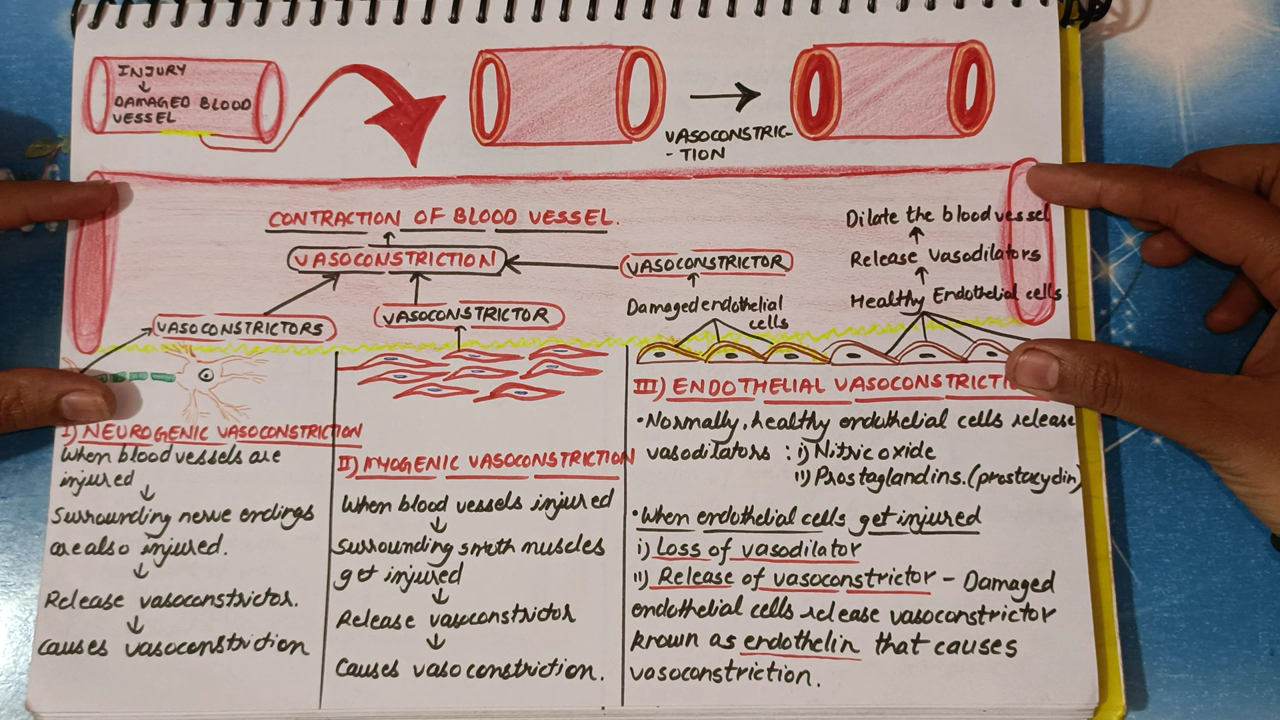 INJURY
↓
DAMAGED BLOOD
VESSEL
VASOCONSTRIC-
-TION
CONTRACTION OF BLOOD VESSEL.
VASOCONSTRICTION
VASOCONSTRICTORS
VASOCONSTRICTOR
VASOCONSTRICTOR
Damaged endothelial
cells
Dilate the blood vessel
↑
Release Vasodilators
↑
Healthy Endothelial cells
I) NEUROGENIC VASOCONSTRICTION
When blood vessels are
injured
↓
Surrounding nerve endings
are also injured.
↓
Release vasoconstrictor.
↓
Causes vasoconstriction
II) MYOGENIC VASOCONSTRICTION
When blood vessels injured
↓
Surrounding smoth muscles
get injured
↓
Release vasoconstrictor
↓
Causes vasoconstriction.
III) ENDOTHELIAL
• Normally, healthy endothelial cells release
vasodilators : i) Nitric oxide
ii) Prostaglandins. (prostacyclin)
• When endothelial cells get injured
i) Loss of vasodilator
ii) Release of vasoconstrictor - Damaged
endothelial cells release vasoconstrictor
known as endothelin that causes
vasoconstriction.